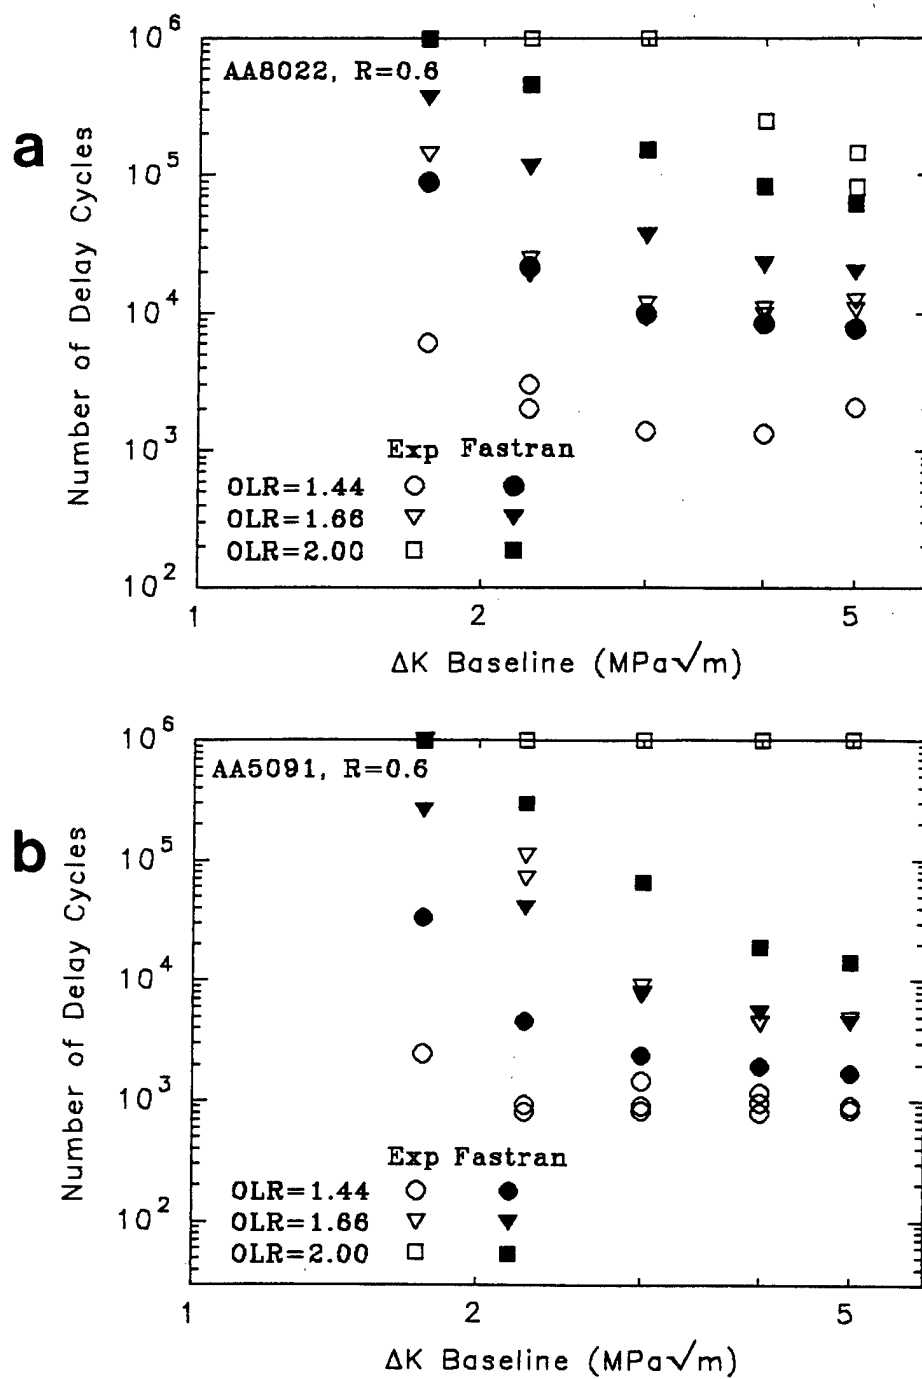 a
Number of Delay Cycles
10^6
10^5
10^4
10^3
10^2
AA8022, R=0.6
Exp Fastran
OLR=1.44
OLR=1.66
OLR=2.00
1 2 5
ΔK Baseline (MPa√m)
b
Number of Delay Cycles
10^6
10^5
10^4
10^3
10^2
AA5091, R=0.6
Exp Fastran
OLR=1.44
OLR=1.66
OLR=2.00
1 2 5
ΔK Baseline (MPa√m)